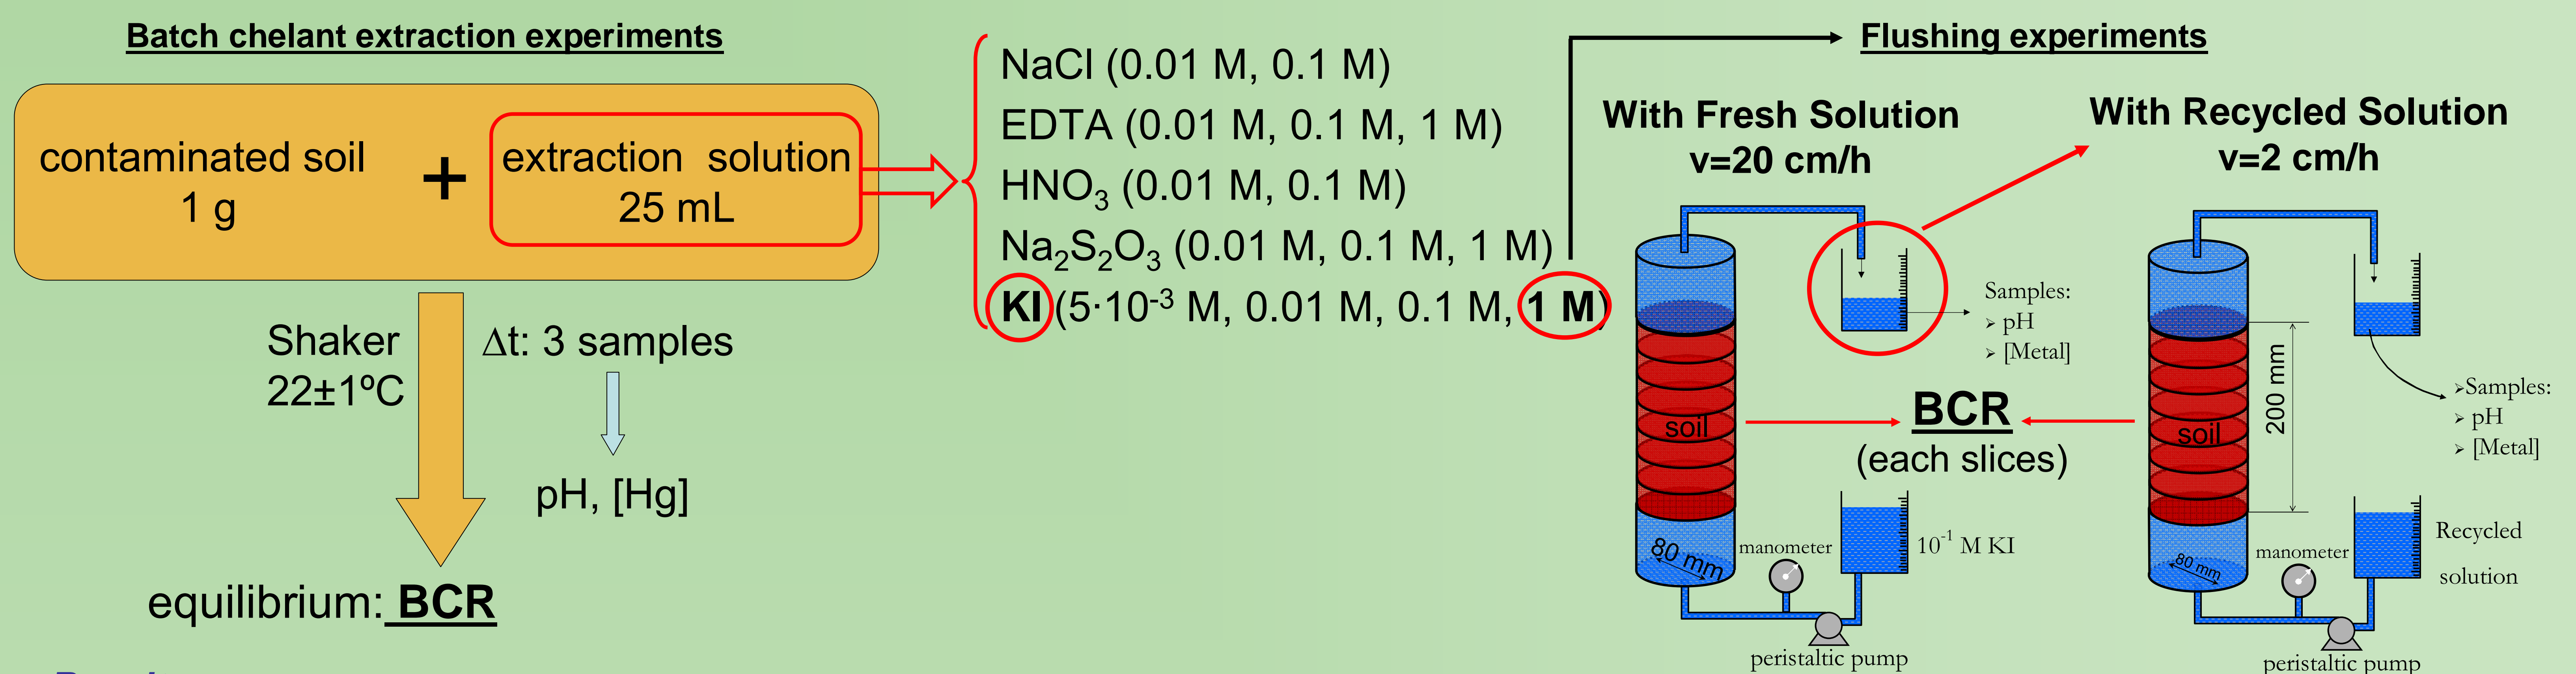 Batch chelant extraction experiments
contaminated soil
1 g
+
extraction solution
25 mL
Shaker
22±1ºC
Δt: 3 samples
pH, [Hg]
equilibrium: BCR
NaCl (0.01 M, 0.1 M)
EDTA (0.01 M, 0.1 M, 1 M)
HNO₃ (0.01 M, 0.1 M)
Na₂S₂O₃ (0.01 M, 0.1 M, 1 M)
KI (5·10⁻³ M, 0.01 M, 0.1 M, 1 M)
Flushing experiments
With Fresh Solution
v=20 cm/h
Samples:
➢ pH
➢ [Metal]
soil
80 mm
manometer
10⁻¹ M KI
peristaltic pump
BCR
(each slices)
With Recycled Solution
v=2 cm/h
200 mm
soil
➢Samples:
➢ pH
➢ [Metal]
80 mm
manometer
Recycled
solution
peristaltic pump